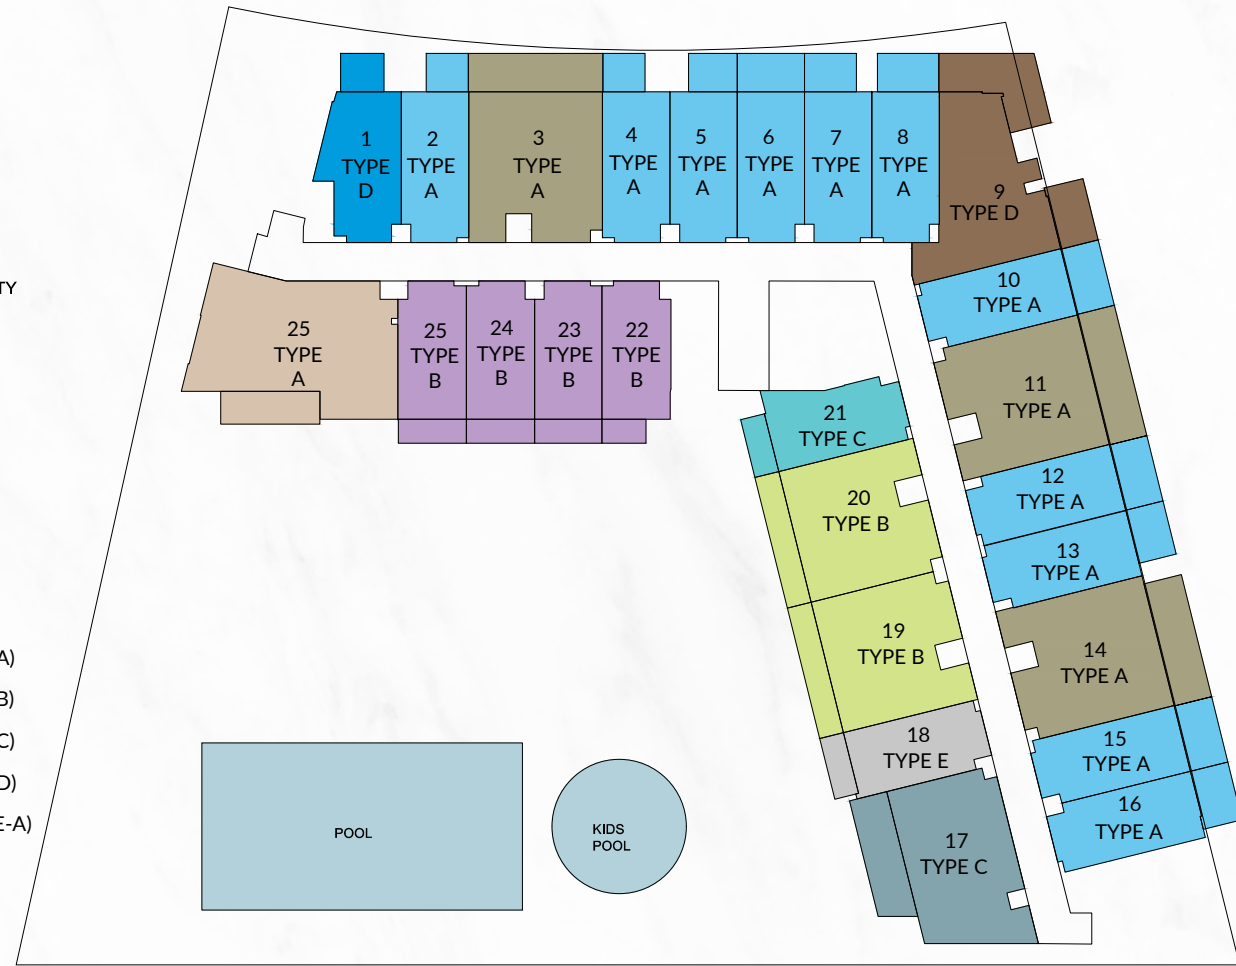 1
TYPE
D
2
TYPE
A
3
TYPE
A
4
TYPE
A
5
TYPE
A
6
TYPE
A
7
TYPE
A
8
TYPE
A
9
TYPE D
10
TYPE A
11
TYPE A
12
TYPE A
13
TYPE A
14
TYPE A
15
TYPE A
16
TYPE A
17
TYPE C
18
TYPE E
19
TYPE B
20
TYPE B
21
TYPE C
22
TYPE
B
23
TYPE
B
24
TYPE
B
25
TYPE
B
25
TYPE
A
TY
A)
B)
C)
D)
E-A)
POOL
KIDS
POOL